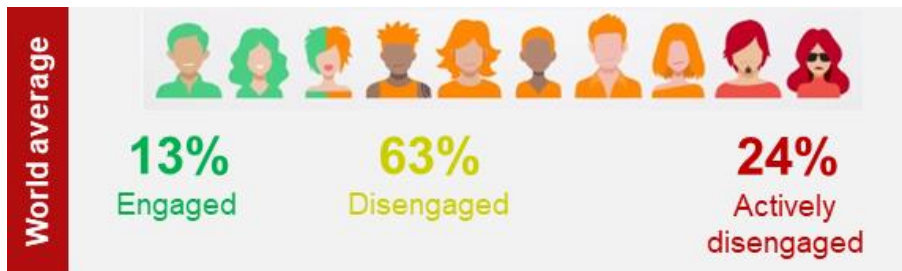 World average
13%
Engaged
63%
Disengaged
24%
Actively
disengaged